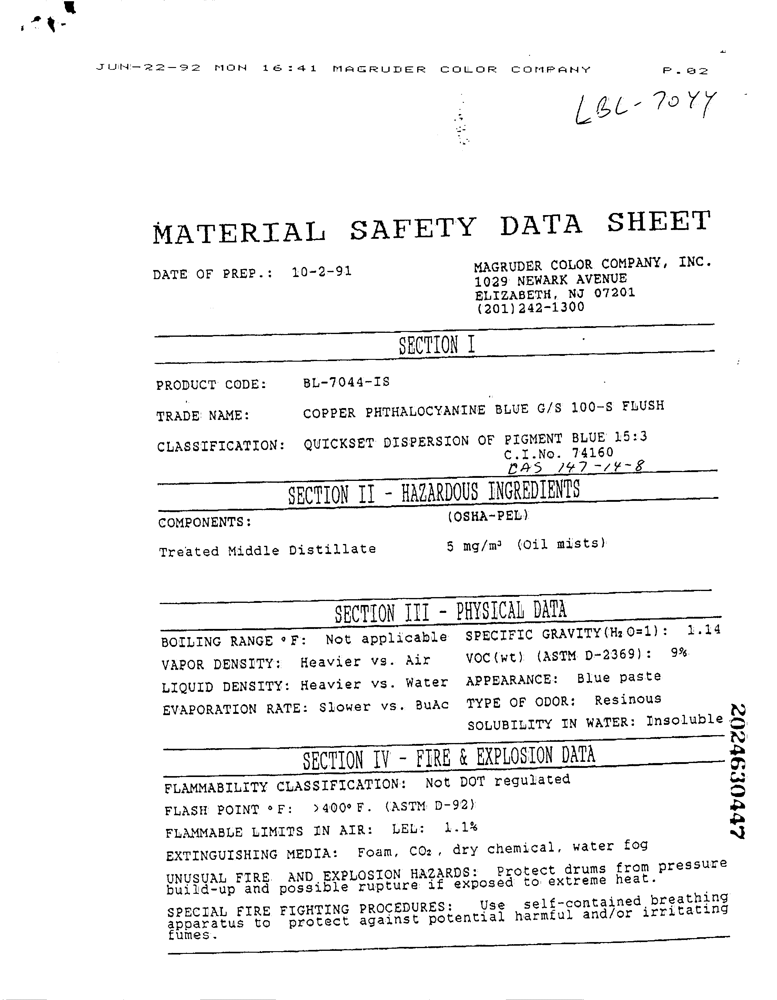 JUN-22-92 MON 16:41 MAGRUDER COLOR COMPANY P.02
LBL-7044
MATERIAL SAFETY DATA SHEET
DATE OF PREP.: 10-2-91
MAGRUDER COLOR COMPANY, INC.
1029 NEWARK AVENUE
ELIZABETH, NJ 07201
(201)242-1300
SECTION I
PRODUCT CODE: BL-7044-IS
TRADE NAME: COPPER PHTHALOCYANINE BLUE G/S 100-S FLUSH
CLASSIFICATION: QUICKSET DISPERSION OF PIGMENT BLUE 15:3
C.I.No. 74160
CAS 147-14-8
SECTION II - HAZARDOUS INGREDIENTS
COMPONENTS: (OSHA-PEL)
Treated Middle Distillate 5 mg/m³ (Oil mists)
SECTION III - PHYSICAL DATA
BOILING RANGE °F: Not applicable SPECIFIC GRAVITY(H₂O=1): 1.14
VAPOR DENSITY: Heavier vs. Air VOC(wt) (ASTM D-2369): 9%
LIQUID DENSITY: Heavier vs. Water APPEARANCE: Blue paste
EVAPORATION RATE: Slower vs. BuAc TYPE OF ODOR: Resinous
SOLUBILITY IN WATER: Insoluble
SECTION IV - FIRE & EXPLOSION DATA
FLAMMABILITY CLASSIFICATION: Not DOT regulated
FLASH POINT °F: >400°F. (ASTM D-92)
FLAMMABLE LIMITS IN AIR: LEL: 1.1%
EXTINGUISHING MEDIA: Foam, CO₂, dry chemical, water fog
UNUSUAL FIRE AND EXPLOSION HAZARDS: Protect drums from pressure
build-up and possible rupture if exposed to extreme heat.
SPECIAL FIRE FIGHTING PROCEDURES: Use self-contained breathing
apparatus to protect against potential harmful and/or irritating
fumes.
2024630447